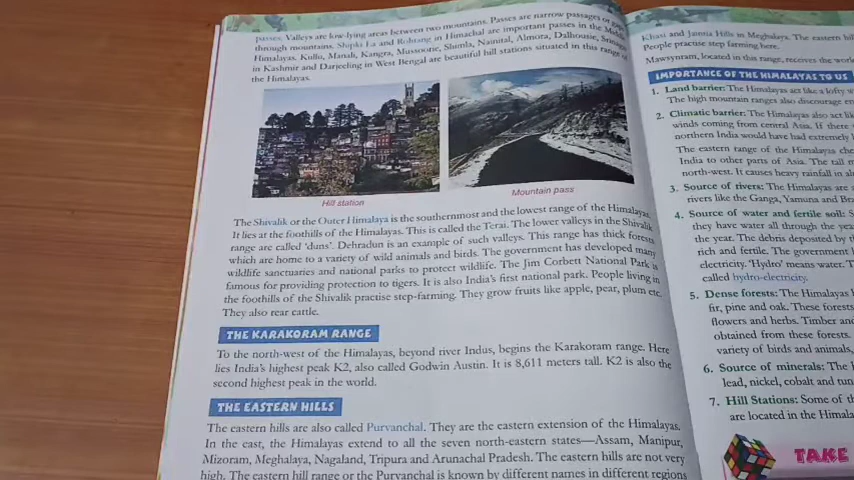 passes. Valleys are low-lying areas between two mountains. Passes are narrow passages or gaps
through mountains. Shipki La and Rohtang in Himachal are important passes in the Middle
Himalayas. Kullu, Manali, Kangra, Mussoorie, Shimla, Nainital, Almora, Dalhousie, Srinagar
in Kashmir and Darjeeling in West Bengal are beautiful hill stations situated in this range of
the Himalayas.
Hill station
Mountain pass
The Shivalik or the Outer Himalaya is the southernmost and the lowest range of the Himalayas.
It lies at the foothills of the Himalayas. This is called the Terai. The lower valleys in the Shivalik
range are called 'duns'. Dehradun is an example of such valleys. This range has thick forests
which are home to a variety of wild animals and birds. The government has developed many
wildlife sanctuaries and national parks to protect wildlife. The Jim Corbett National Park is
famous for providing protection to tigers. It is also India's first national park. People living in
the foothills of the Shivalik practise step-farming. They grow fruits like apple, pear, plum etc.
They also rear cattle.
THE KARAKORAM RANGE
To the north-west of the Himalayas, beyond river Indus, begins the Karakoram range. Here
lies India's highest peak K2, also called Godwin Austin. It is 8,611 meters tall. K2 is also the
second highest peak in the world.
THE EASTERN HILLS
The eastern hills are also called Purvanchal. They are the eastern extension of the Himalayas.
In the east, the Himalayas extend to all the seven north-eastern states—Assam, Manipur,
Mizoram, Meghalaya, Nagaland, Tripura and Arunachal Pradesh. The eastern hills are not very
high. The eastern hill range or the Purvanchal is known by different names in different regions
Khasi and Jaintia Hills in Meghalaya. The eastern hil
People practise step farming here.
Mawsynram, located in this range, receives the worl
IMPORTANCE OF THE HIMALAYAS TO US
1. Land barrier: The Himalayas act like a lofty w
The high mountain ranges also discourage en
2. Climatic barrier: The Himalayas also act lik
winds coming from central Asia. If there
northern India would have had extremely
The eastern range of the Himalayas che
India to other parts of Asia. The tall m
north-west. It causes heavy rainfall in al
3. Source of rivers: The Himalayas are
rivers like the Ganga, Yamuna and Br
4. Source of water and fertile soil:
they have water all through the yea
the year. The debris deposited by t
rich and fertile. The government
electricity. 'Hydro' means water. T
called hydro-electricity.
5. Dense forests: The Himalayas h
fir, pine and oak. These forests
flowers and herbs. Timber and
obtained from these forests.
variety of birds and animals,
6. Source of minerals: The
lead, nickel, cobalt and tun
7. Hill Stations: Some of th
are located in the Himala
TAKE